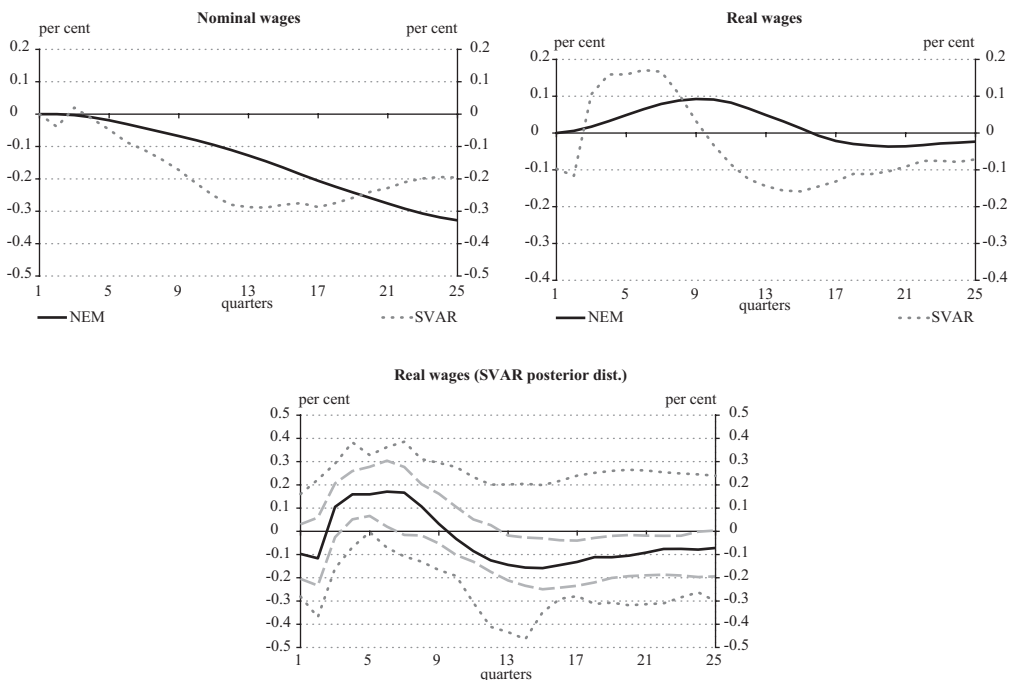 Nominal wages
per cent per cent
0.2 0.2
0.1 0.1
0 0
-0.1 -0.1
-0.2 -0.2
-0.3 -0.3
-0.4 -0.4
-0.5 -0.5
1 5 9 13 17 21 25
quarters
NEM SVAR
Real wages
per cent per cent
0.2 0.2
0.1 0.1
0 0
-0.1 -0.1
-0.2 -0.2
-0.3 -0.3
-0.4 -0.4
1 5 9 13 17 21 25
quarters
NEM SVAR
Real wages (SVAR posterior dist.)
per cent per cent
0.5 0.5
0.4 0.4
0.3 0.3
0.2 0.2
0.1 0.1
0 0
-0.1 -0.1
-0.2 -0.2
-0.3 -0.3
-0.4 -0.4
-0.5 -0.5
1 5 9 13 17 21 25
quarters